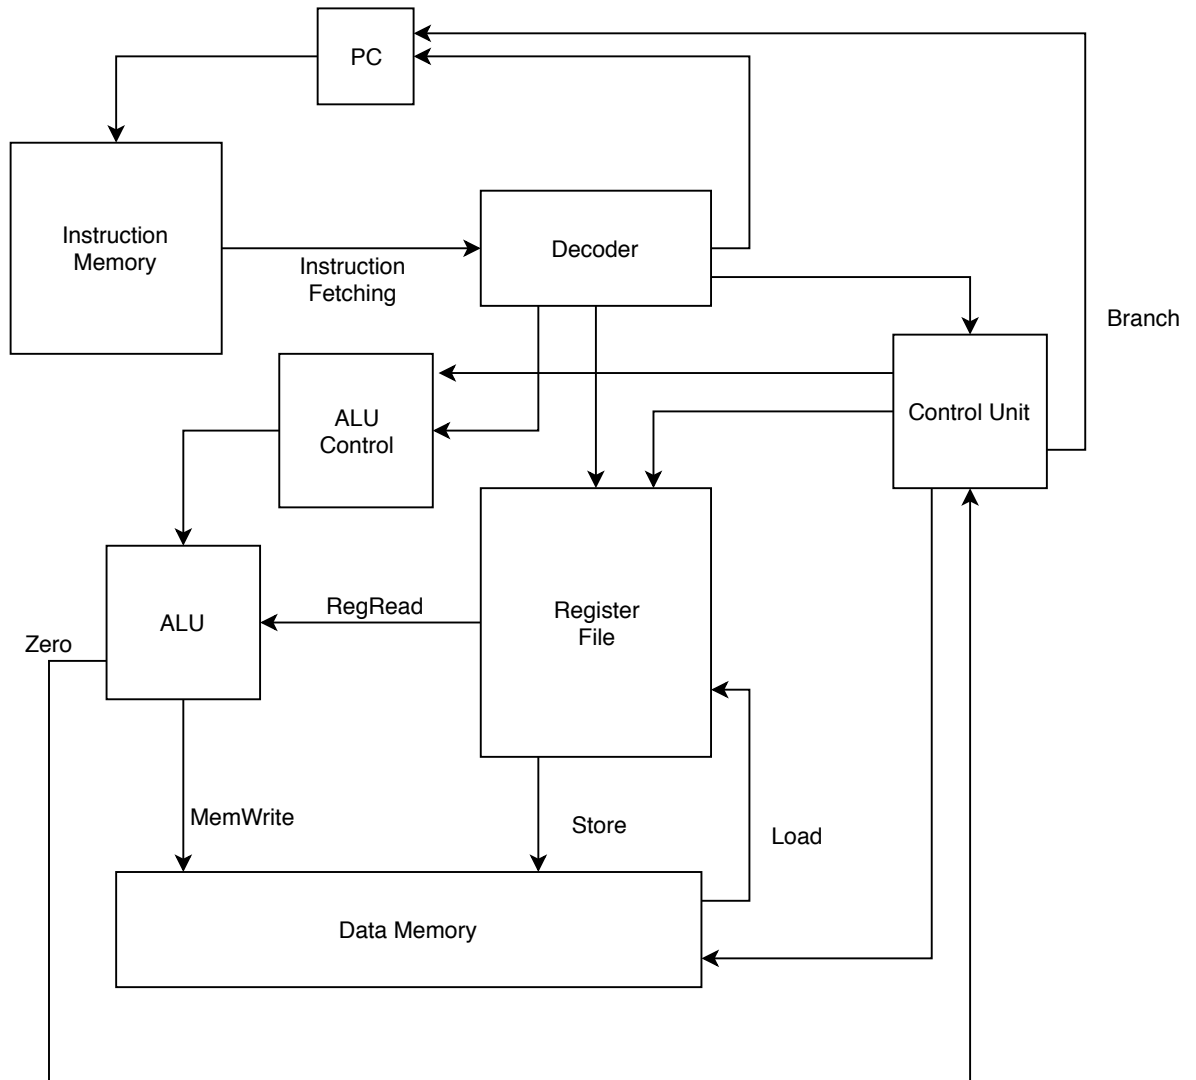 PC
Instruction
Memory
Decoder
Instruction
Fetching
Branch
ALU
Control
Control Unit
ALU
RegRead
Register
File
Zero
MemWrite
Store
Load
Data Memory